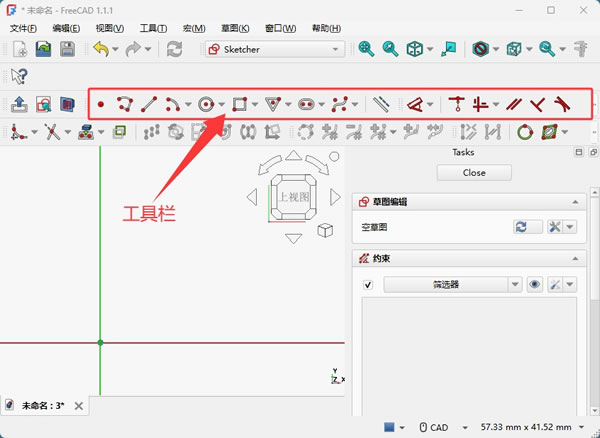 * 未命名 - FreeCAD 1.1.1
文件(F) 编辑(E) 视图(V) 工具(T) 宏(M) 草图(K) 窗口(W) 帮助(H)
Sketcher
Tasks
Close
工具栏
上视图
草图编辑
空草图
约束
筛选器
Y
Z X
未命名 : 3*
CAD 57.33 mm x 41.52 mm